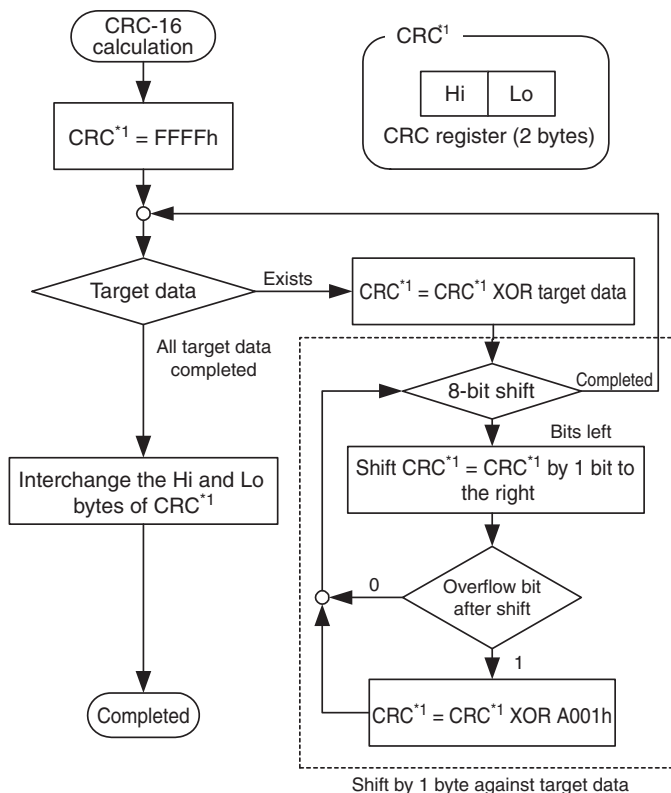 CRC-16
calculation
CRC*1
Hi
Lo
CRC register (2 bytes)
CRC*1 = FFFFh
Target data
Exists
CRC*1 = CRC*1 XOR target data
All target data
completed
8-bit shift
Completed
Bits left
Interchange the Hi and Lo
bytes of CRC*1
Shift CRC*1 = CRC*1 by 1 bit to
the right
0
Overflow bit
after shift
1
Completed
CRC*1 = CRC*1 XOR A001h
Shift by 1 byte against target data